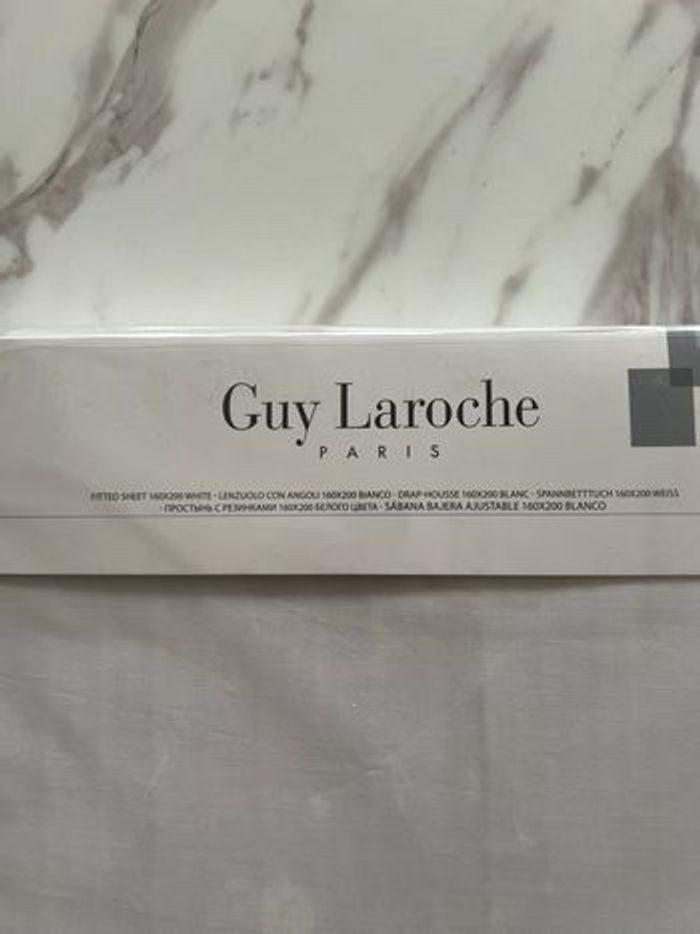 Guy Laroche
PARIS
FITTED SHEET 160X200 WHITE · LENZUOLO CON ANGOLI 160X200 BIANCO · DRAP-HOUSSE 160X200 BLANC · SPANNBETTTUCH 160X200 WEISS
· ПРОСТЫНЬ С РЕЗИНКАМИ 160X200 БЕЛОГО ЦВЕТА · SÁBANA BAJERA AJUSTABLE 160X200 BLANCO